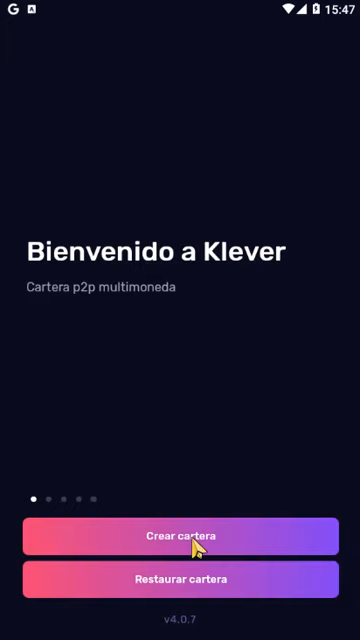 15:47
Bienvenido a Klever
Cartera p2p multimoneda
Crear cartera
Restaurar cartera
v4.0.7